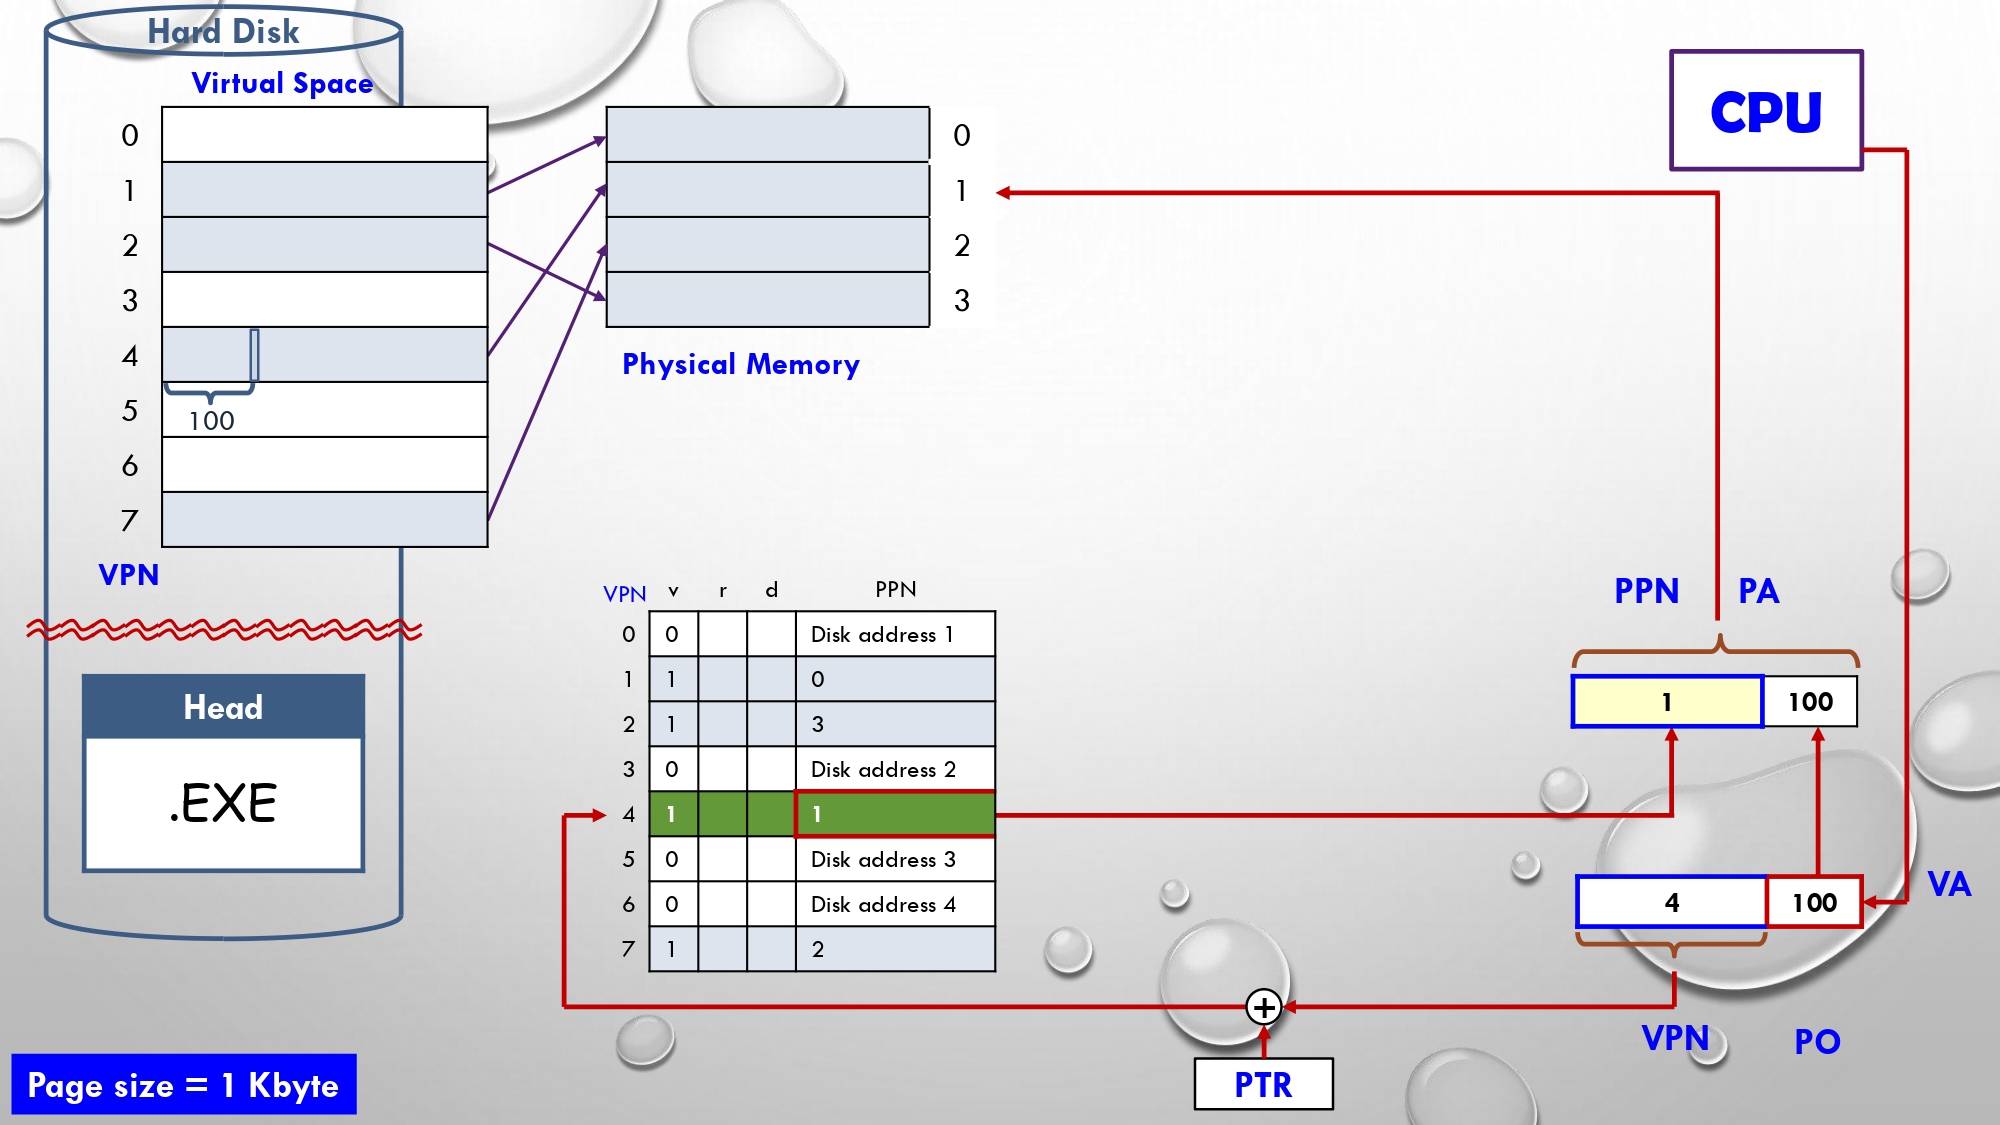 Hard Disk
Virtual Space
CPU
0
1
2
3
4
5
6
7
100
VPN
0
1
2
3
Physical Memory
Head
.EXE
VPN v r d PPN
0 0 Disk address 1
1 1 0
2 1 3
3 0 Disk address 2
4 1 1
5 0 Disk address 3
6 0 Disk address 4
7 1 2
PPN PA
1 100
4 100
VA
VPN PO
+
PTR
Page size = 1 Kbyte